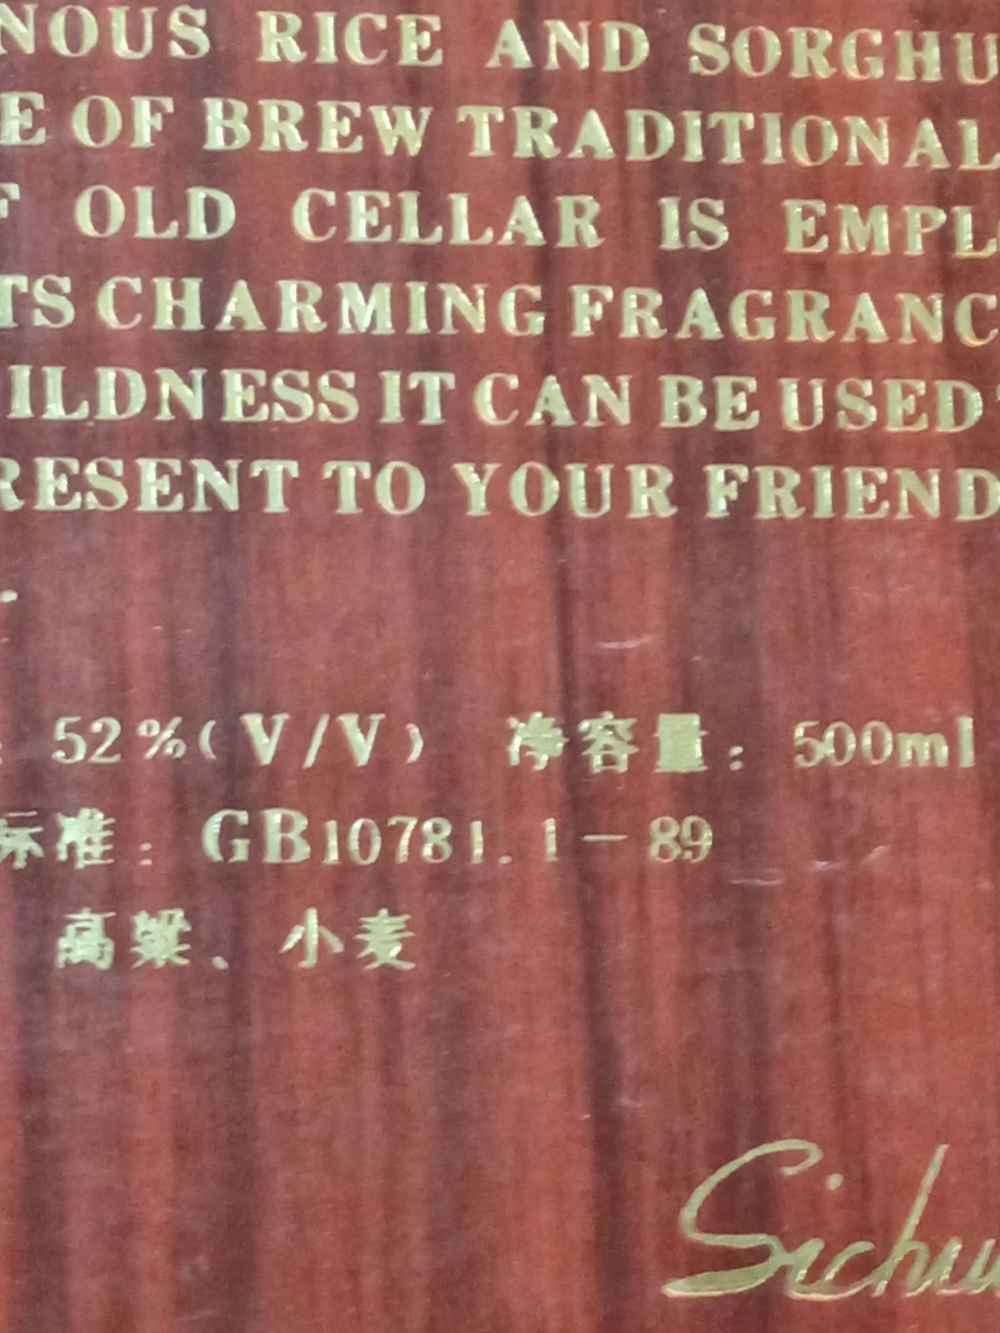 NOUS RICE AND SORGHU
E OF BREW TRADITIONAL
F OLD CELLAR IS EMPL
TS CHARMING FRAGRANC
ILDNESS IT CAN BE USED
RESENT TO YOUR FRIEND
.
: 52%(V/V) 净容量: 500ml
标准: GB10781.1-89
高粱、小麦
Sichu